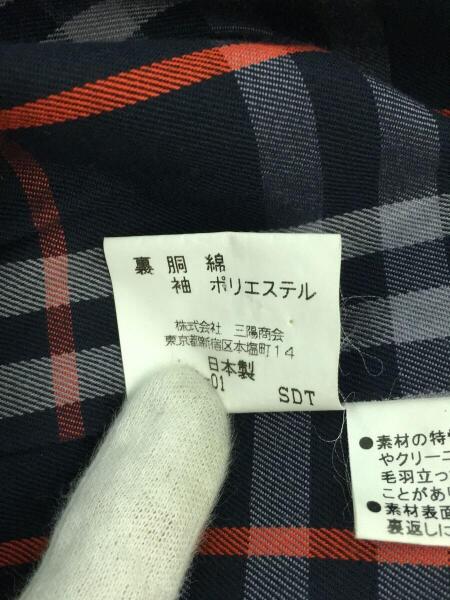 裏 胴 綿
袖 ポリエステル
株式会社 三陽商会
東京都新宿区本塩町14
日本製
-01 SDT
●素材の特
やクリーニ
毛羽立っ
ことがあり
●素材表面
裏返しに